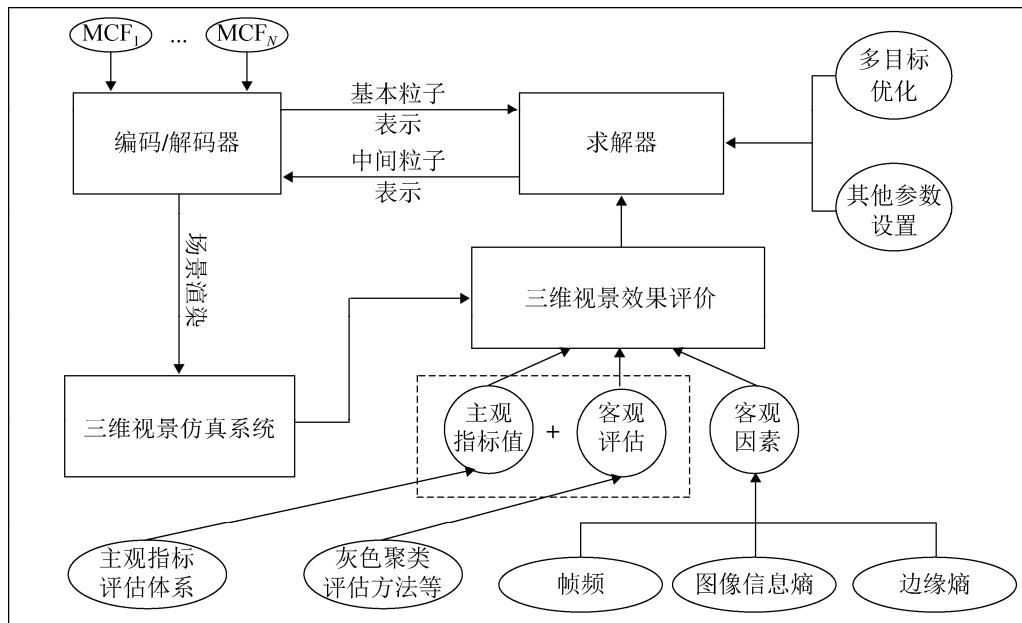 MCF1 … MCFN
编码/解码器
基本粒子
表示
中间粒子
表示
求解器
多目标
优化
其他参数
设置
场景渲染
三维视景效果评价
三维视景仿真系统
主观
指标值
+
客观
评估
客观
因素
主观指标
评估体系
灰色聚类
评估方法等
帧频
图像信息熵
边缘熵